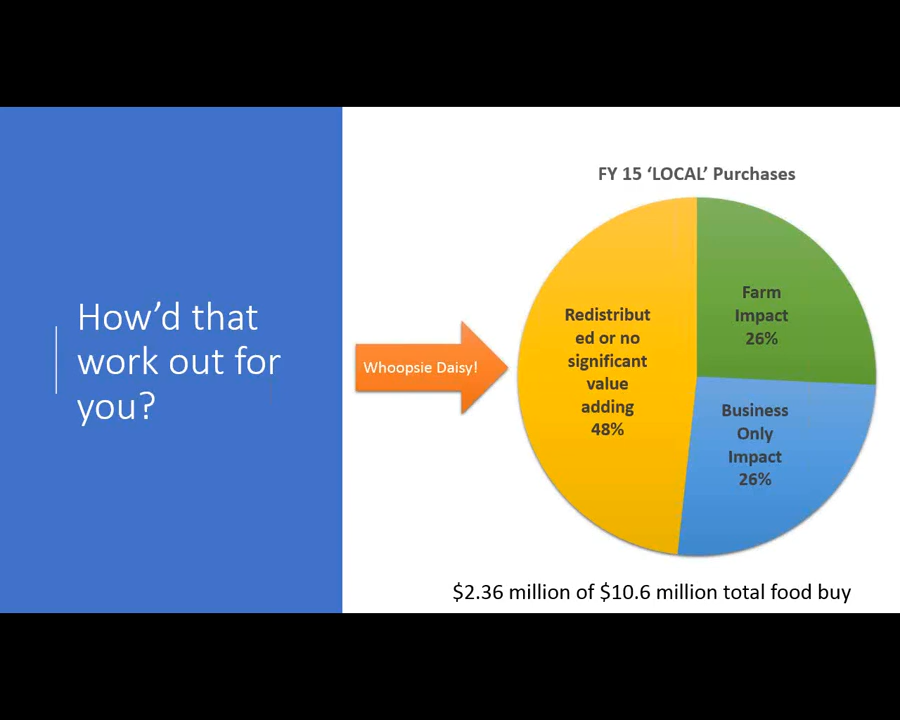 How’d that
work out for
you?
Whoopsie Daisy!
FY 15 ‘LOCAL’ Purchases
Redistribut
ed or no
significant
value
adding
48%
Farm
Impact
26%
Business
Only
Impact
26%
$2.36 million of $10.6 million total food buy